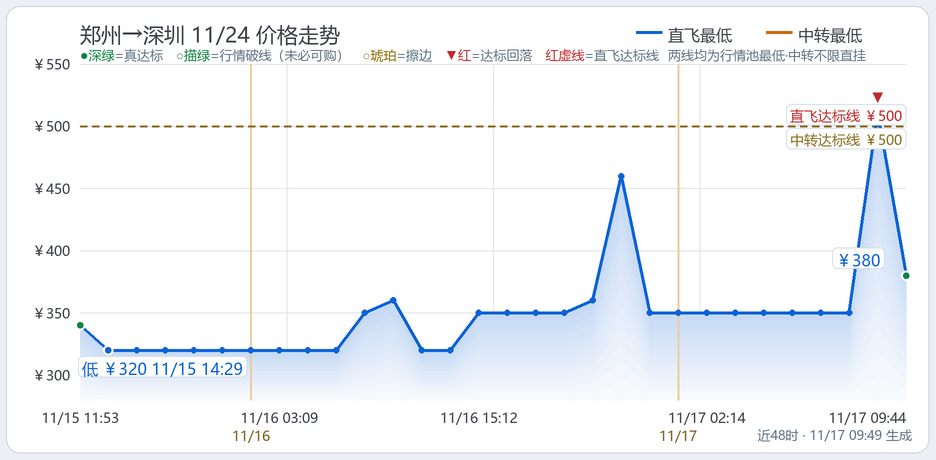 郑州→深圳 11/24 价格走势
直飞最低 中转最低
●深绿=真达标 ○描绿=行情破线（未必可购） ○琥珀=擦边 ▼红=达标回落 红虚线=直飞达标线 两线均为行情池最低·中转不限直挂
¥550
¥500
¥450
¥400
¥350
¥300
直飞达标线 ¥500
中转达标线 ¥500
¥380
低 ¥320 11/15 14:29
11/15 11:53 11/16 03:09 11/16 15:12 11/17 02:14 11/17 09:44
11/16 11/17
近48时 · 11/17 09:49 生成